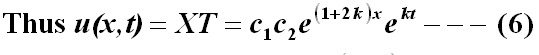 Thus u(x,t) = XT = c₁c₂e^(1+2k)x e^kt − − − (6)